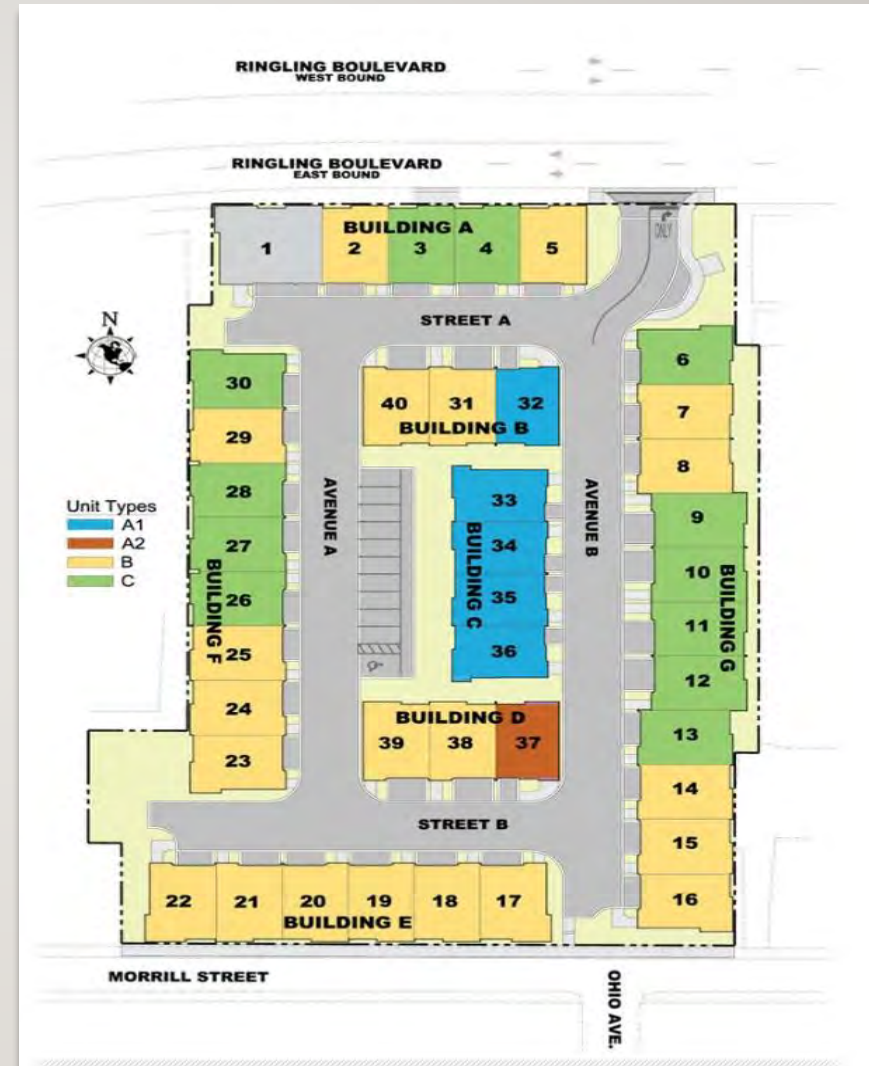 RINGLING BOULEVARD
WEST BOUND
RINGLING BOULEVARD
EAST BOUND
ONLY
BUILDING A
1
2
3
4
5
STREET A
N
6
7
8
9
10
11
12
13
14
15
16
BUILDING G
30
29
28
27
26
25
24
23
BUILDING F
AVENUE A
AVENUE B
40
31
32
BUILDING B
33
34
35
36
BUILDING C
Unit Types
A1
A2
B
C
BUILDING D
39
38
37
STREET B
22
21
20
19
18
17
BUILDING E
MORRILL STREET
OHIO AVE.